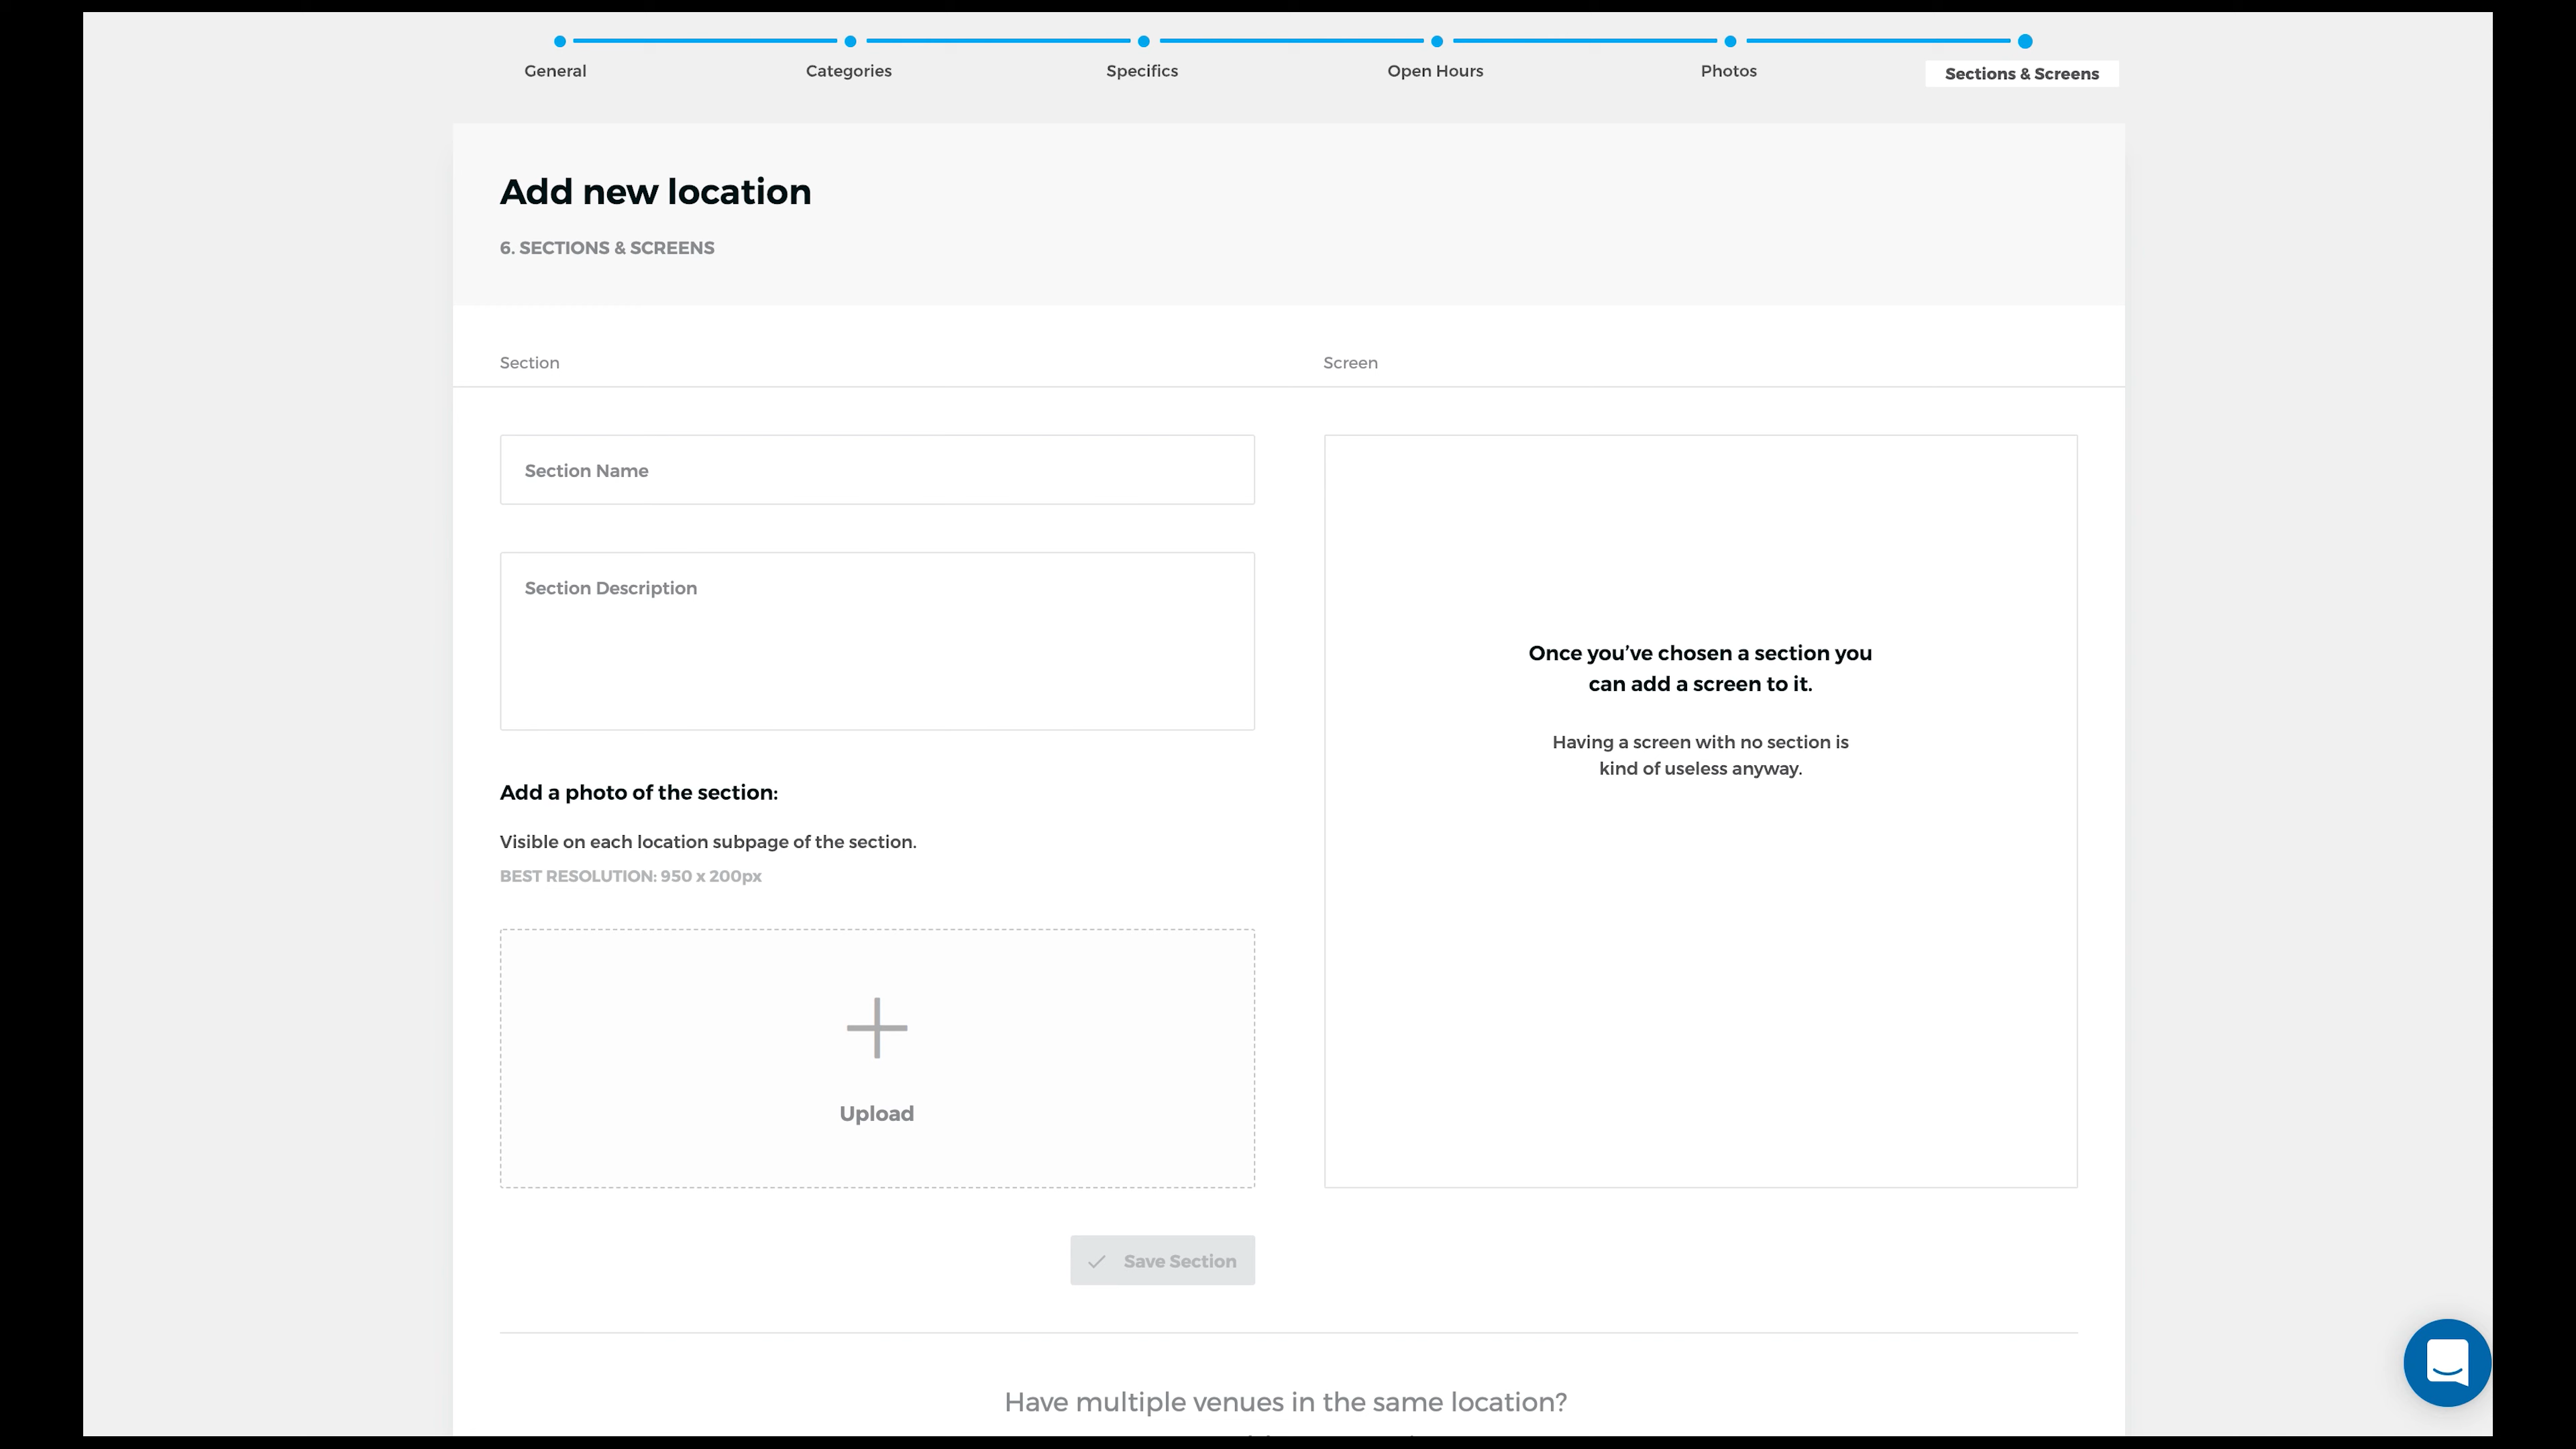 General
Categories
Specifics
Open Hours
Photos
Sections & Screens
Add new location
6. SECTIONS & SCREENS
Section
Screen
Section Name
Section Description
Once you’ve chosen a section you
can add a screen to it.
Having a screen with no section is
kind of useless anyway.
Add a photo of the section:
Visible on each location subpage of the section.
BEST RESOLUTION: 950 x 200px
Upload
Save Section
Have multiple venues in the same location?